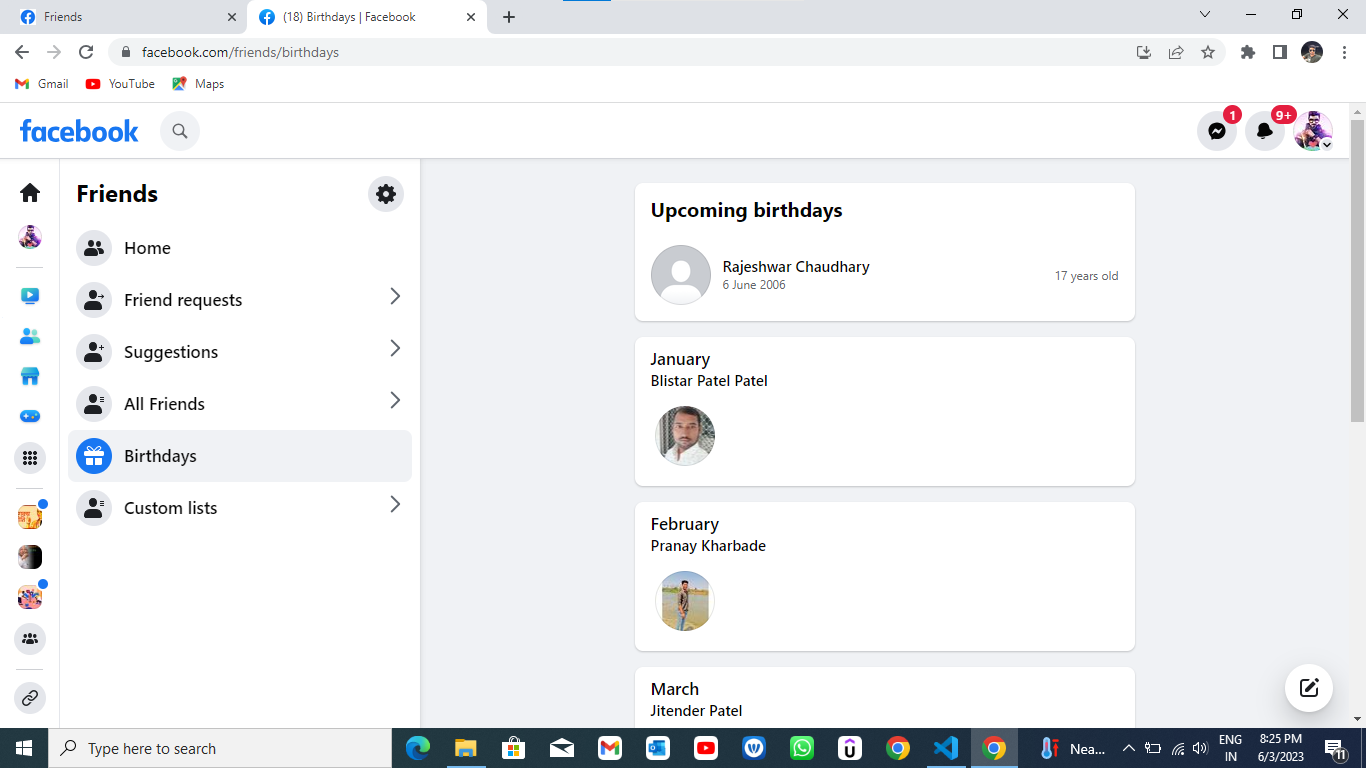 Friends
(18) Birthdays | Facebook
facebook.com/friends/birthdays
Gmail
YouTube
Maps
facebook
1
9+
Friends
Home
Friend requests
Suggestions
All Friends
Birthdays
Custom lists
Upcoming birthdays
Rajeshwar Chaudhary
6 June 2006
17 years old
January
Blistar Patel Patel
February
Pranay Kharbade
March
Jitender Patel
Type here to search
Nea...
ENG
IN
8:25 PM
6/3/2023
11